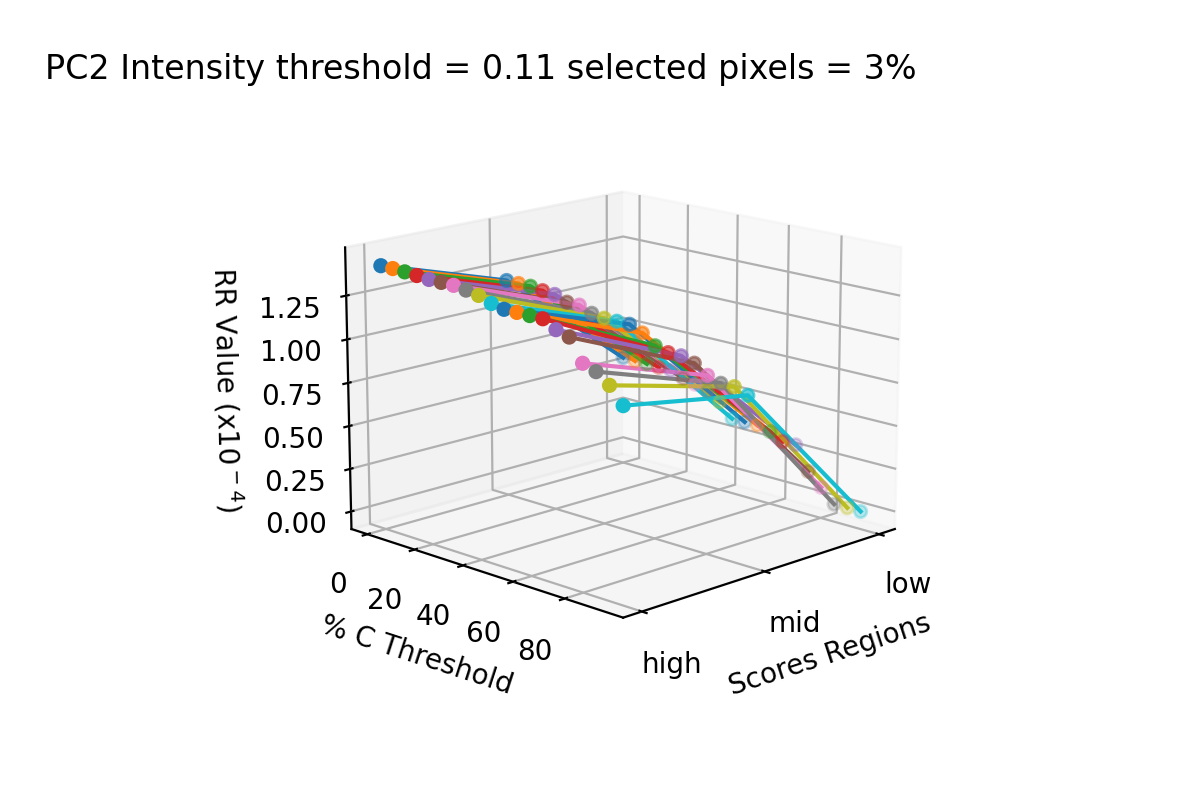 PC2 Intensity threshold = 0.11 selected pixels = 3%
RR Value (x10⁻⁴)
1.25
1.00
0.75
0.50
0.25
0.00
0
20
40
60
80
% C Threshold
high
mid
low
Scores Regions